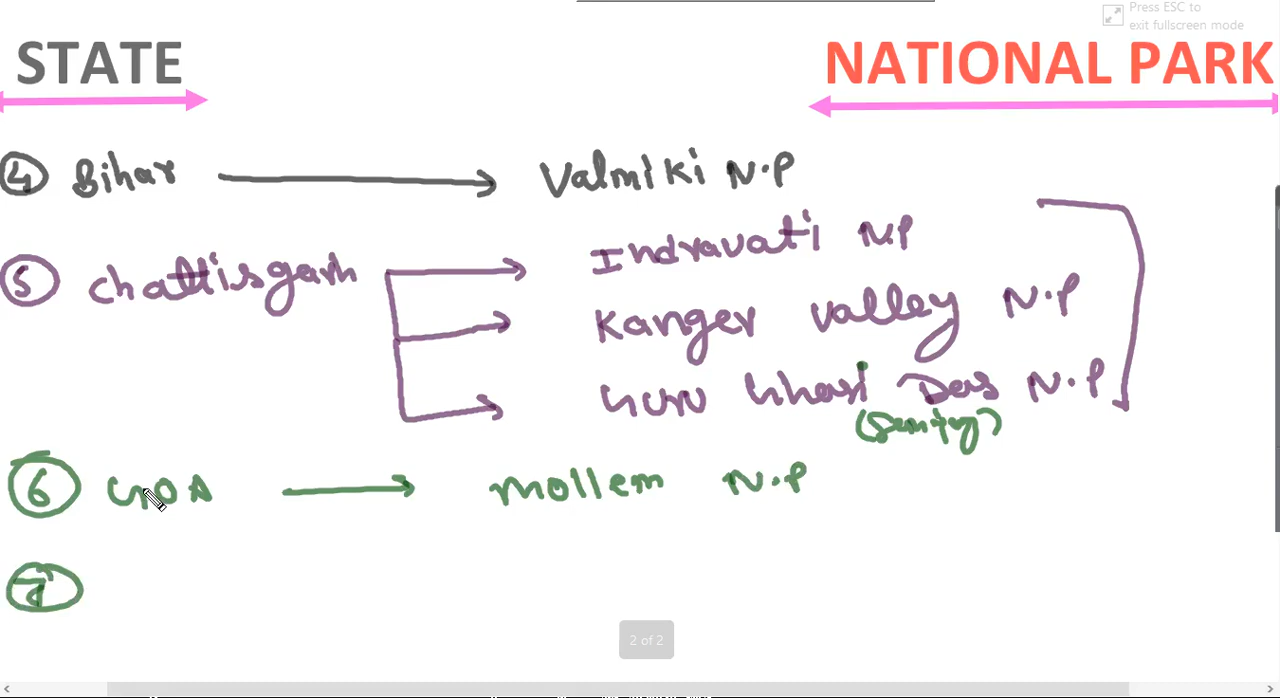 Press ESC to
exit fullscreen mode
STATE NATIONAL PARK
4 Bihar Valmiki N.P
5 Chattisgarh Indravati N.P
Kanger Valley N.P
Guru Ghasi Das N.P
6 GOA Mollem N.P
7
2 of 2